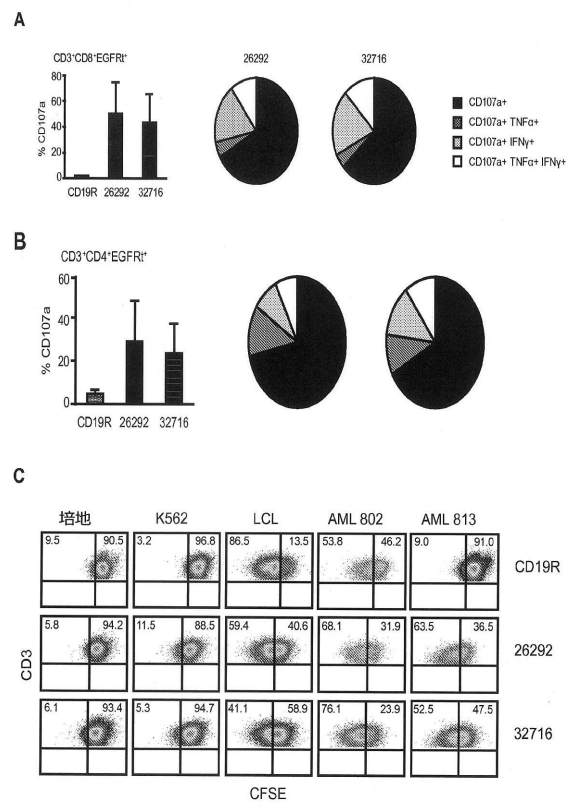 A
CD3+CD8+EGFRt+
26292
32716
% CD107a
80
60
40
20
0
CD19R 26292 32716
CD107a+
CD107a+ TNFα+
CD107a+ IFNγ+
CD107a+ TNFα+ IFNγ+
B
CD3+CD4+EGFRt+
% CD107a
60
40
20
0
CD19R 26292 32716
C
培地 K562 LCL AML 802 AML 813
9.5 90.5 3.2 96.8 86.5 13.5 53.8 46.2 9.0 91.0
CD19R
5.8 94.2 11.5 88.5 59.4 40.6 68.1 31.9 63.5 36.5
26292
6.1 93.4 5.3 94.7 41.1 58.9 76.1 23.9 52.5 47.5
32716
CD3
CFSE